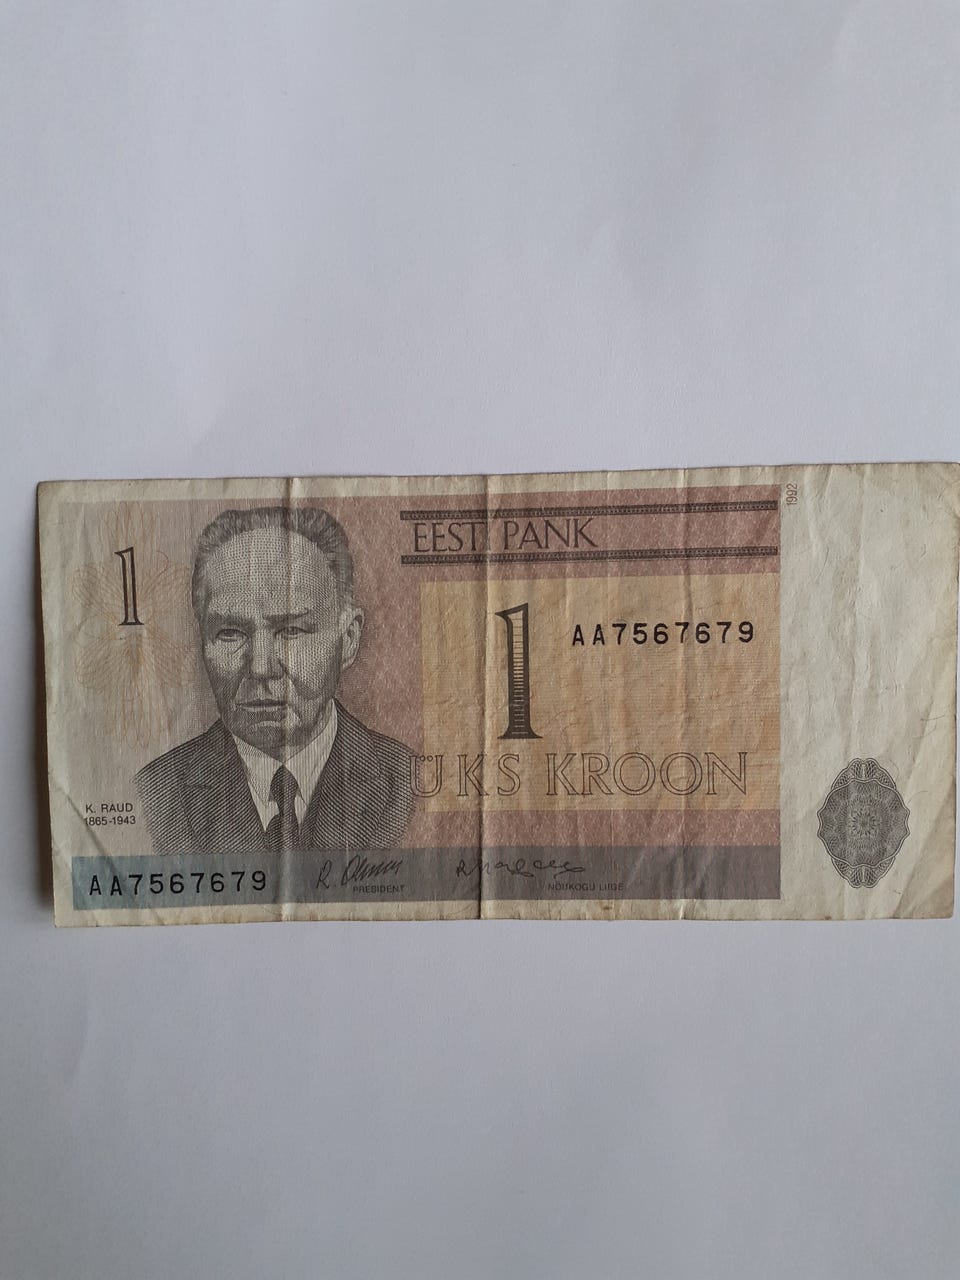 1992
EESTI PANK
1
1
AA7567679
ÜKS KROON
K. RAUD
1865-1943
AA7567679
PRESIDENT
NÕUKOGU LIIGE